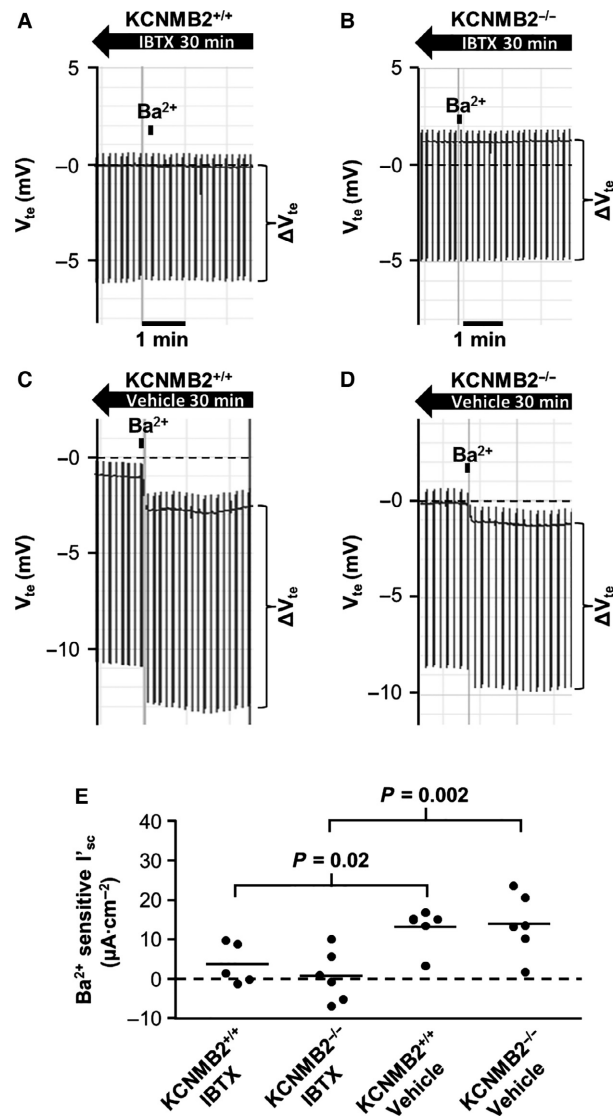 A
KCNMB2+/+
IBTX 30 min
5
Ba2+
–0
Vte (mV)
–5
ΔVte
1 min
B
KCNMB2–/–
IBTX 30 min
5
Ba2+
–0
Vte (mV)
–5
ΔVte
1 min
C
KCNMB2+/+
Vehicle 30 min
Ba2+
–0
Vte (mV)
–5
–10
ΔVte
D
KCNMB2–/–
Vehicle 30 min
Ba2+
–0
Vte (mV)
–5
–10
ΔVte
E
P = 0.002
P = 0.02
Ba2+ sensitive I'sc
(µA·cm–2)
40
30
20
10
0
–10
KCNMB2+/+
IBTX
KCNMB2–/–
IBTX
KCNMB2+/+
Vehicle
KCNMB2–/–
Vehicle